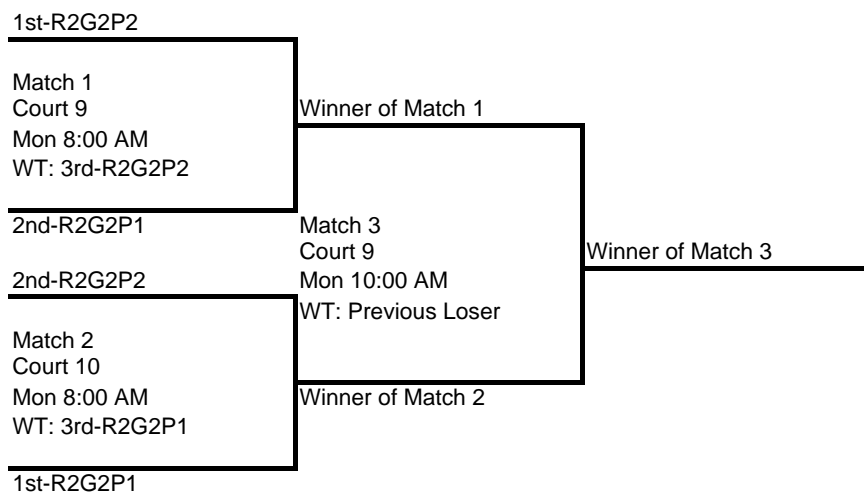 1st-R2G2P2
Match 1
Court 9
Mon 8:00 AM
WT: 3rd-R2G2P2
2nd-R2G2P1
2nd-R2G2P2
Match 2
Court 10
Mon 8:00 AM
WT: 3rd-R2G2P1
1st-R2G2P1
Winner of Match 1
Match 3
Court 9
Mon 10:00 AM
WT: Previous Loser
Winner of Match 2
Winner of Match 3